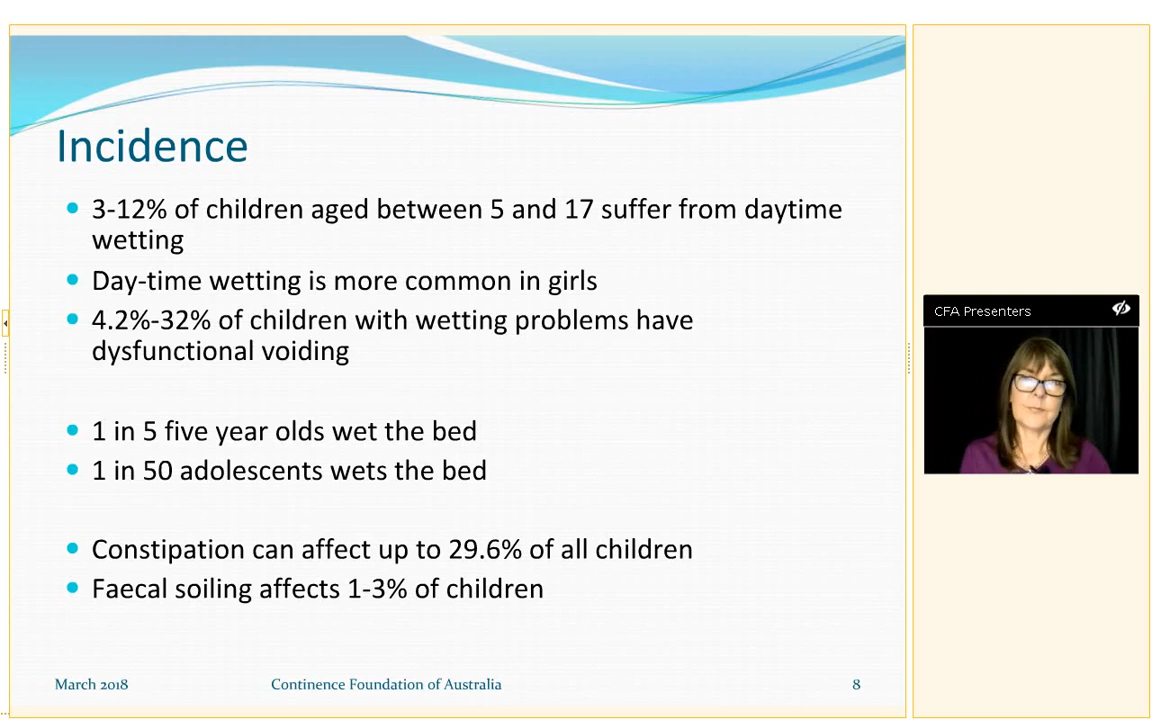 Incidence
3-12% of children aged between 5 and 17 suffer from daytime
wetting
Day-time wetting is more common in girls
4.2%-32% of children with wetting problems have
dysfunctional voiding
1 in 5 five year olds wet the bed
1 in 50 adolescents wets the bed
Constipation can affect up to 29.6% of all children
Faecal soiling affects 1-3% of children
March 2018 Continence Foundation of Australia 8
CFA Presenters